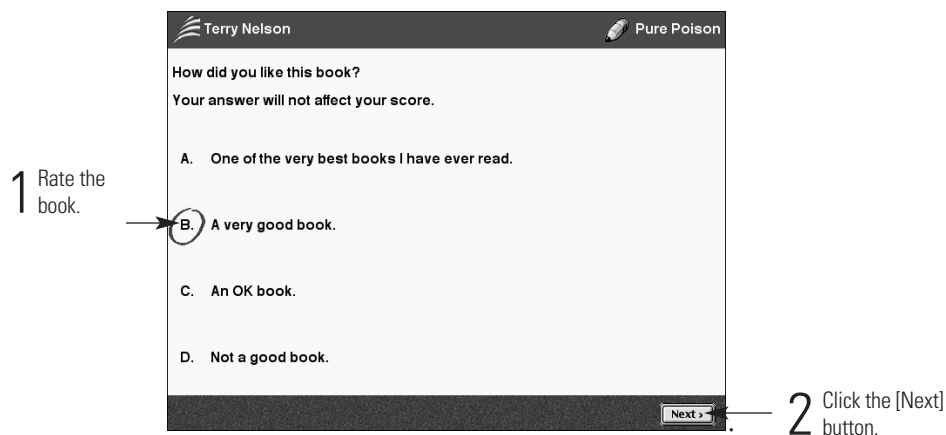 Terry Nelson
Pure Poison
How did you like this book?
Your answer will not affect your score.
A. One of the very best books I have ever read.
1 Rate the
book.
B. A very good book.
C. An OK book.
D. Not a good book.
Next ›
.
2 Click the [Next]
button.